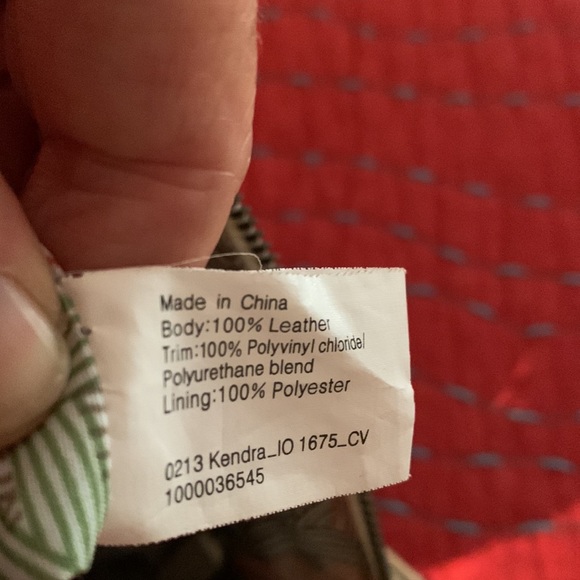 Made in China
Body:100% Leather
Trim:100% Polyvinyl chloride/
Polyurethane blend
Lining:100% Polyester
0213 Kendra_IO 1675_CV
1000036545